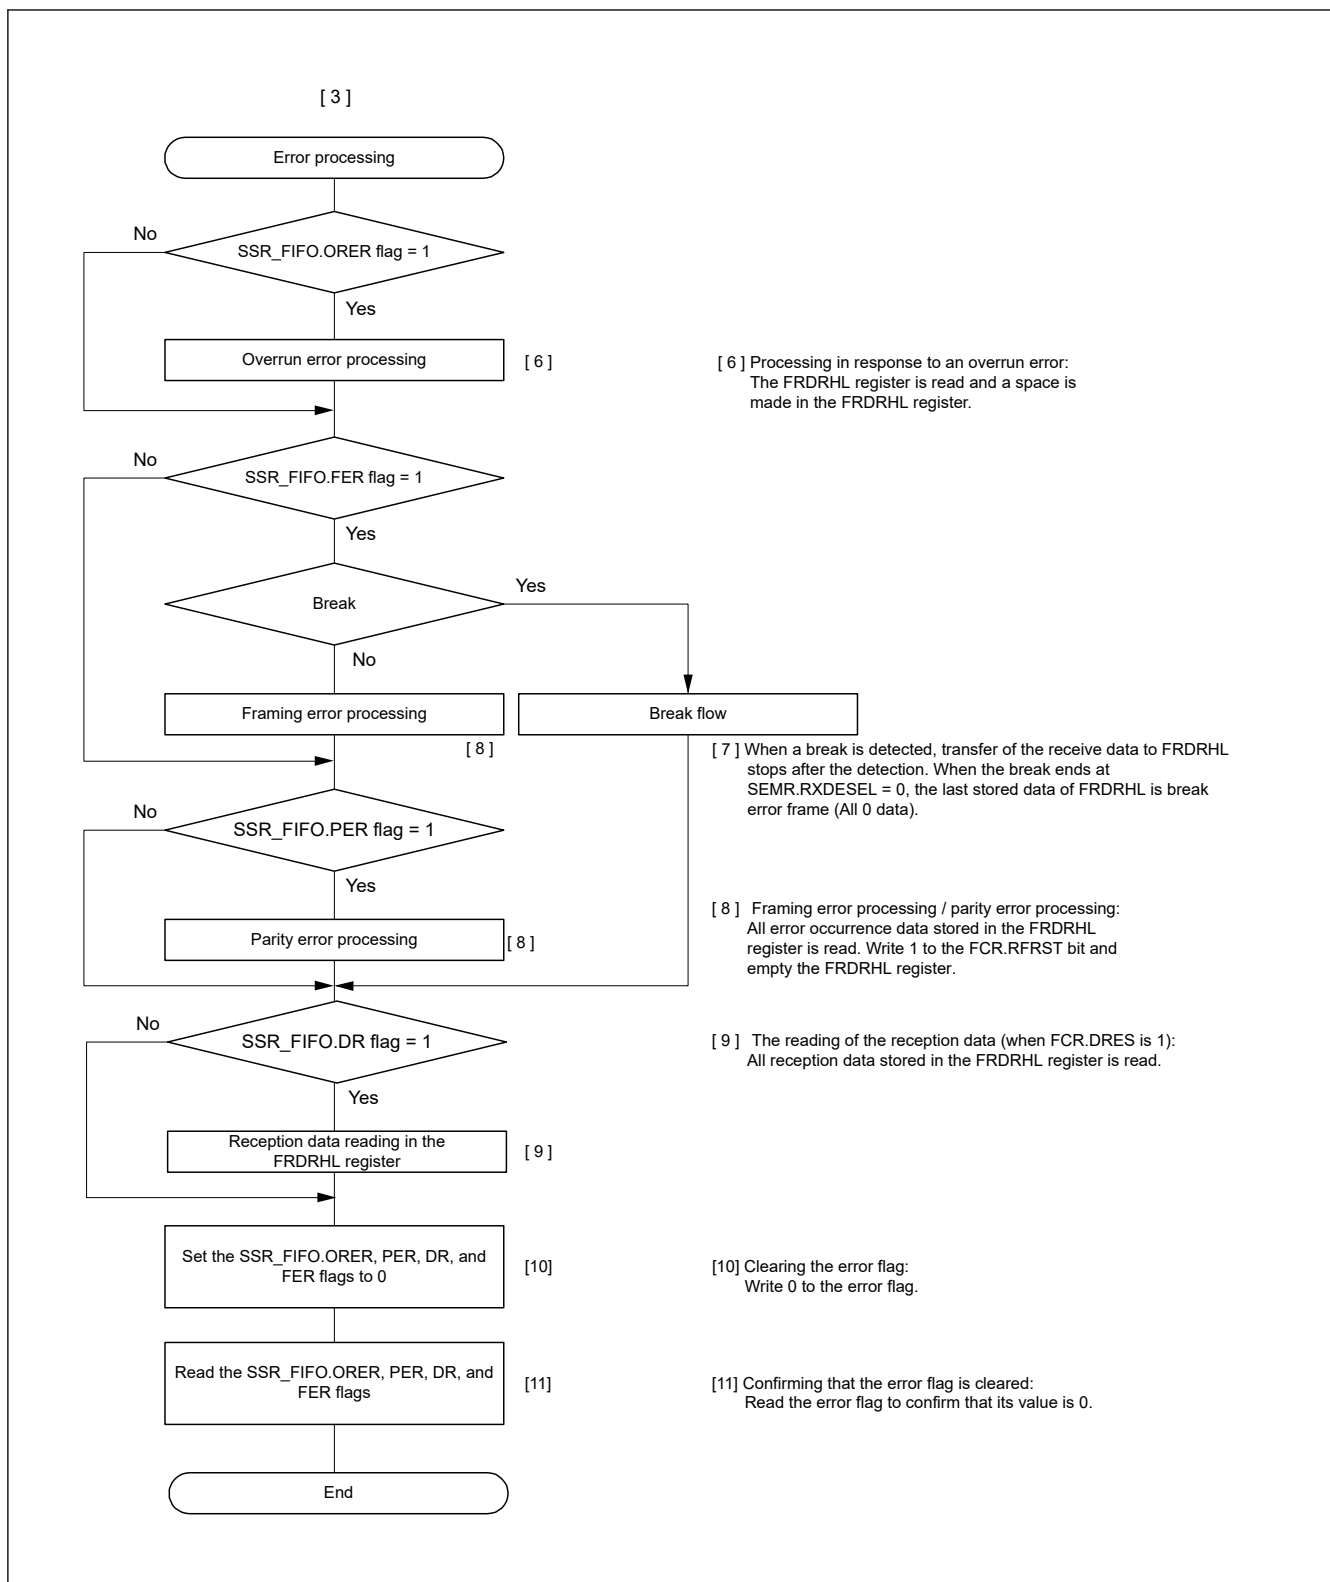 [ 3 ]
Error processing
No
SSR_FIFO.ORER flag = 1
Yes
Overrun error processing
[ 6 ]
[ 6 ] Processing in response to an overrun error:
The FRDRHL register is read and a space is
made in the FRDRHL register.
No
SSR_FIFO.FER flag = 1
Yes
Break
Yes
No
Framing error processing
Break flow
[ 8 ]
[ 7 ] When a break is detected, transfer of the receive data to FRDRHL
stops after the detection. When the break ends at
SEMR.RXDESEL = 0, the last stored data of FRDRHL is break
error frame (All 0 data).
No
SSR_FIFO.PER flag = 1
Yes
Parity error processing
[ 8 ]
[ 8 ] Framing error processing / parity error processing:
All error occurrence data stored in the FRDRHL
register is read. Write 1 to the FCR.RFRST bit and
empty the FRDRHL register.
No
SSR_FIFO.DR flag = 1
Yes
[ 9 ] The reading of the reception data (when FCR.DRES is 1):
All reception data stored in the FRDRHL register is read.
Reception data reading in the
FRDRHL register
[ 9 ]
Set the SSR_FIFO.ORER, PER, DR, and
FER flags to 0
[10]
[10] Clearing the error flag:
Write 0 to the error flag.
Read the SSR_FIFO.ORER, PER, DR, and
FER flags
[11]
[11] Confirming that the error flag is cleared:
Read the error flag to confirm that its value is 0.
End